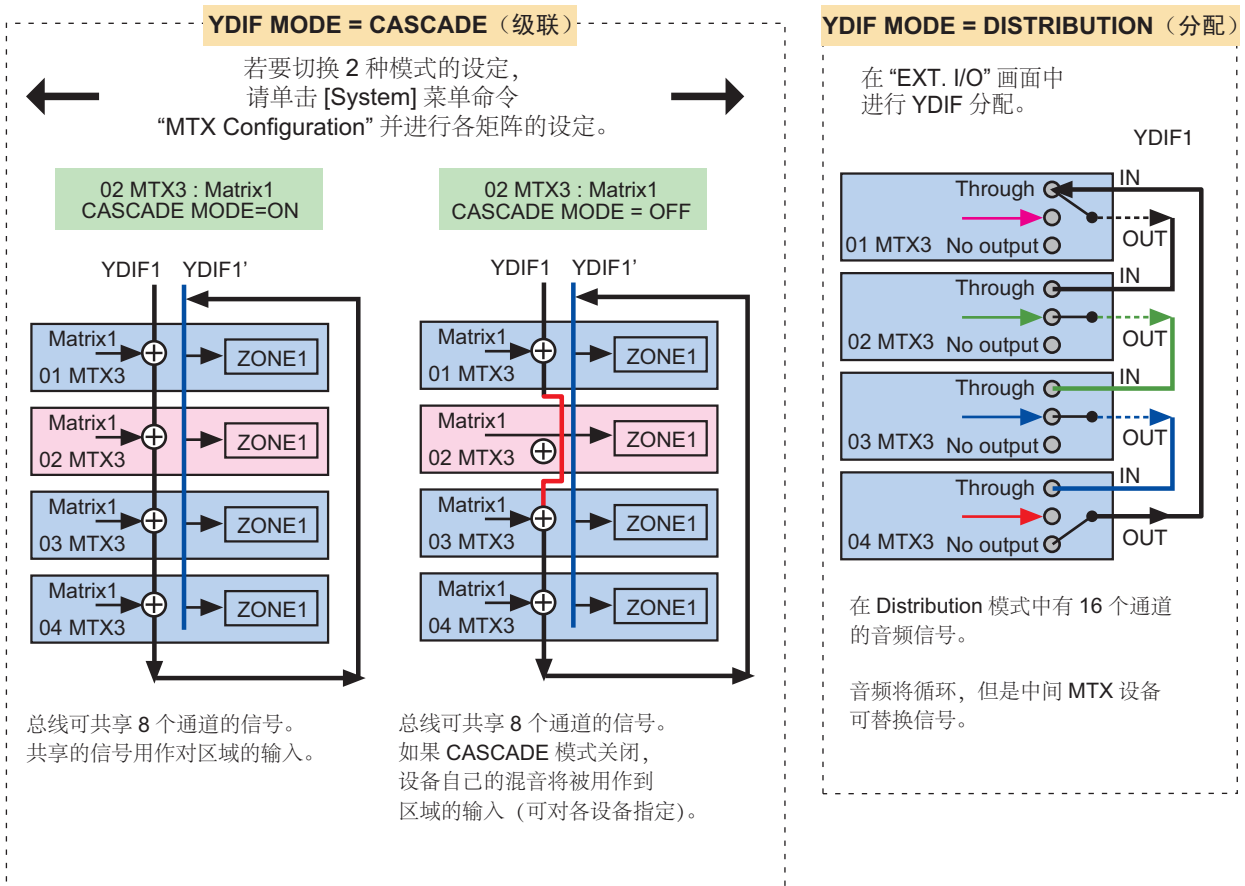 YDIF MODE = CASCADE（级联）
若要切换 2 种模式的设定，
请单击 [System] 菜单命令
“MTX Configuration” 并进行各矩阵的设定。
02 MTX3 : Matrix1
CASCADE MODE=ON
YDIF1 YDIF1’
Matrix1
ZONE1
01 MTX3
Matrix1
ZONE1
02 MTX3
Matrix1
ZONE1
03 MTX3
Matrix1
ZONE1
04 MTX3
总线可共享 8 个通道的信号。
共享的信号用作对区域的输入。
02 MTX3 : Matrix1
CASCADE MODE = OFF
YDIF1 YDIF1’
Matrix1
ZONE1
01 MTX3
Matrix1
ZONE1
02 MTX3
Matrix1
ZONE1
03 MTX3
Matrix1
ZONE1
04 MTX3
总线可共享 8 个通道的信号。
如果 CASCADE 模式关闭，
设备自己的混音将被用作到
区域的输入（可对各设备指定）。
YDIF MODE = DISTRIBUTION（分配）
在 “EXT. I/O” 画面中
进行 YDIF 分配。
YDIF1
Through IN
01 MTX3 No output OUT
Through IN
02 MTX3 No output OUT
Through IN
03 MTX3 No output OUT
Through IN
04 MTX3 No output OUT
在 Distribution 模式中有 16 个通道
的音频信号。
音频将循环，但是中间 MTX 设备
可替换信号。